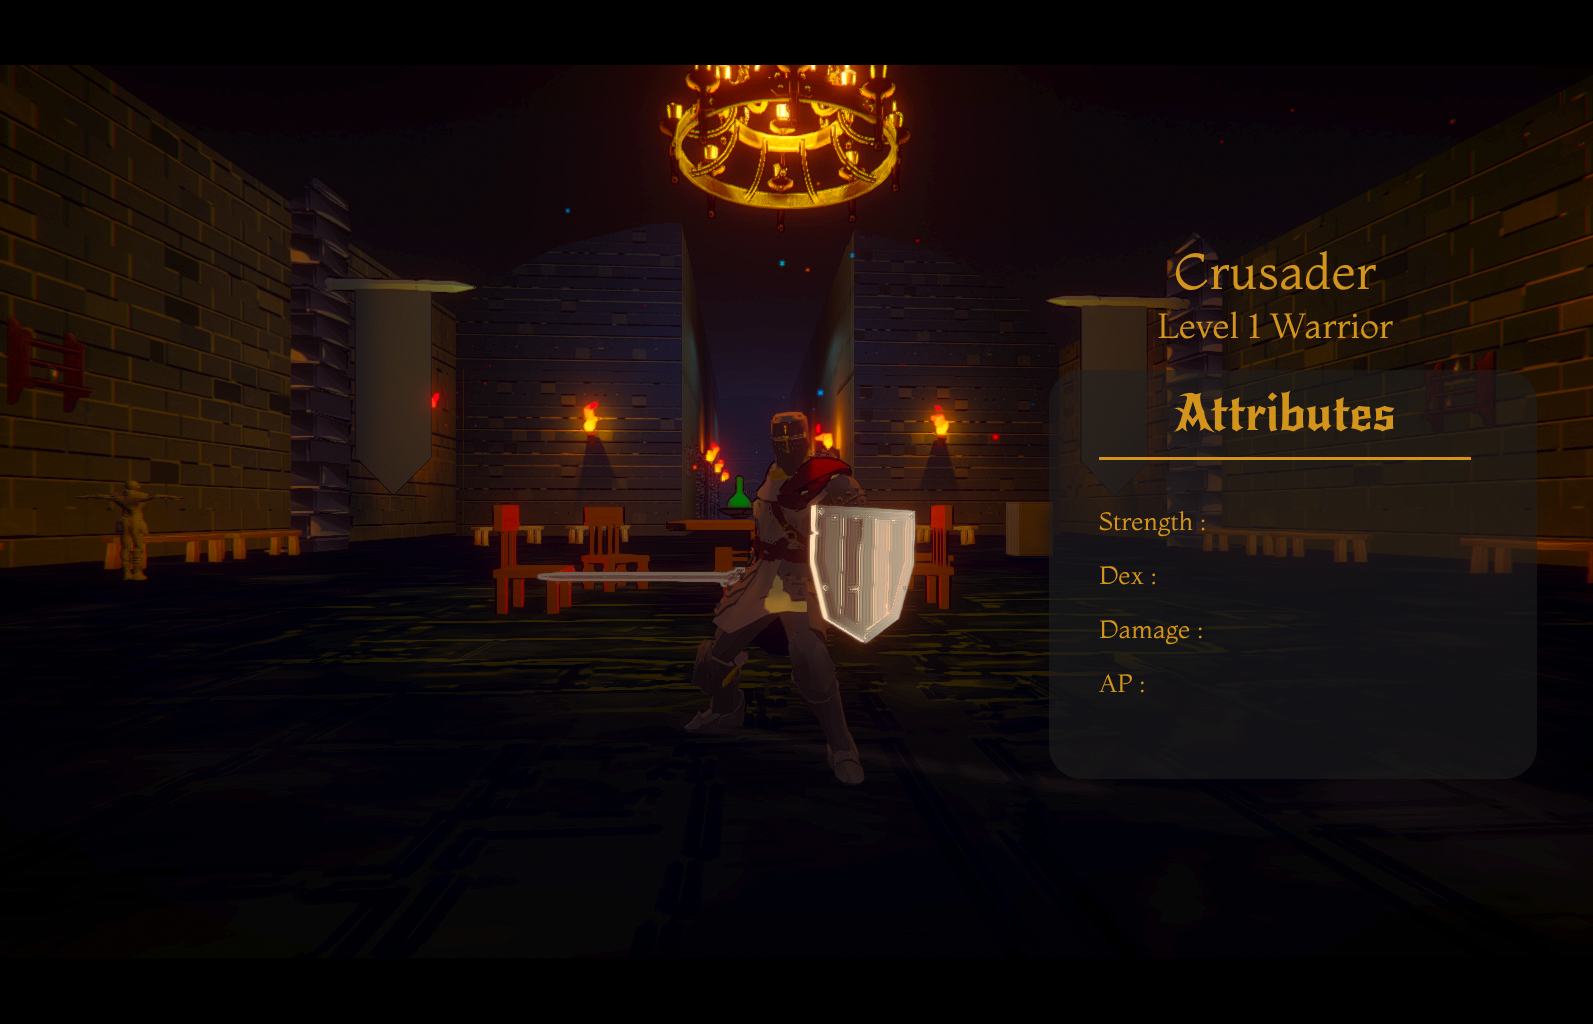 Crusader
Level 1 Warrior
Attributes
Strength :
Dex :
Damage :
AP :